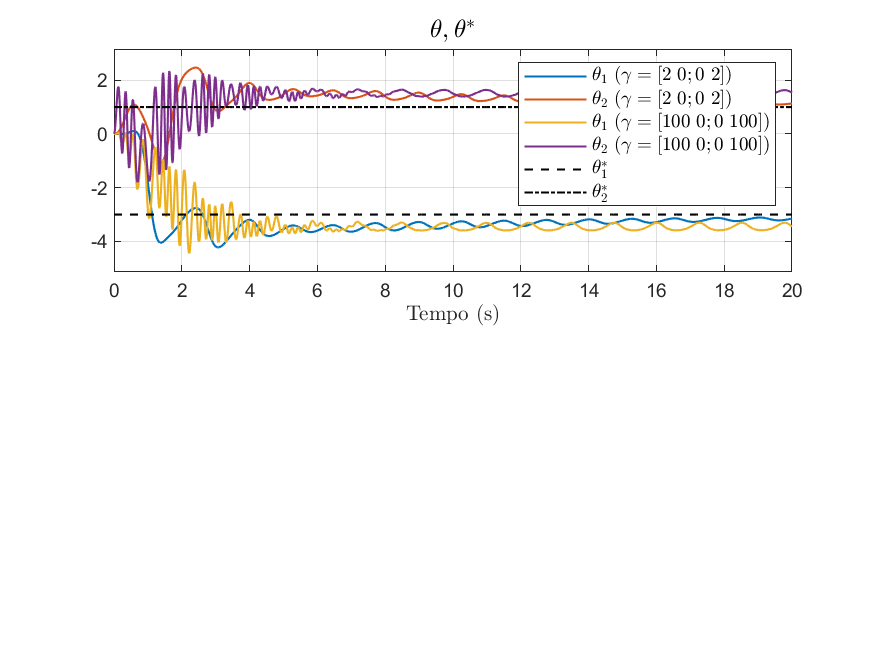 θ, θ*
2
0
-2
-4
0 2 4 6 8 10 12 14 16 18 20
Tempo (s)
θ₁ (γ = [2 0; 0 2])
θ₂ (γ = [2 0; 0 2])
θ₁ (γ = [100 0; 0 100])
θ₂ (γ = [100 0; 0 100])
θ₁*
θ₂*